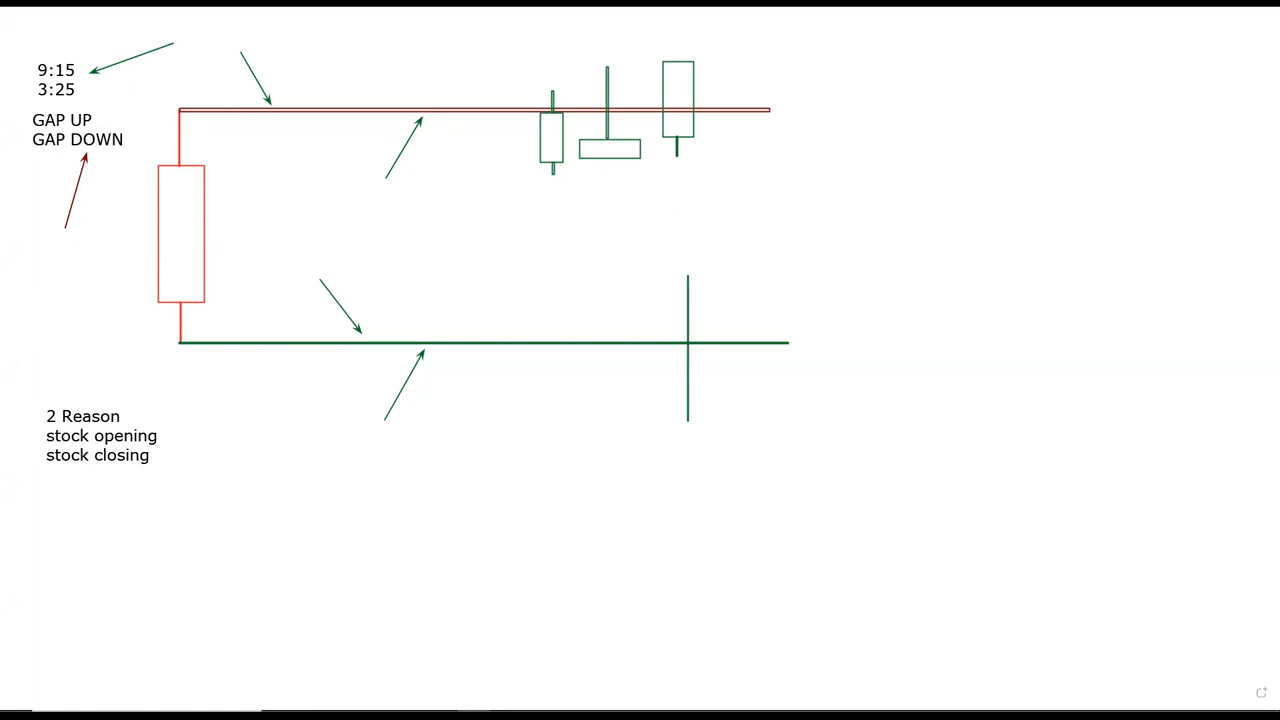 9:15
3:25
GAP UP
GAP DOWN
2 Reason
stock opening
stock closing